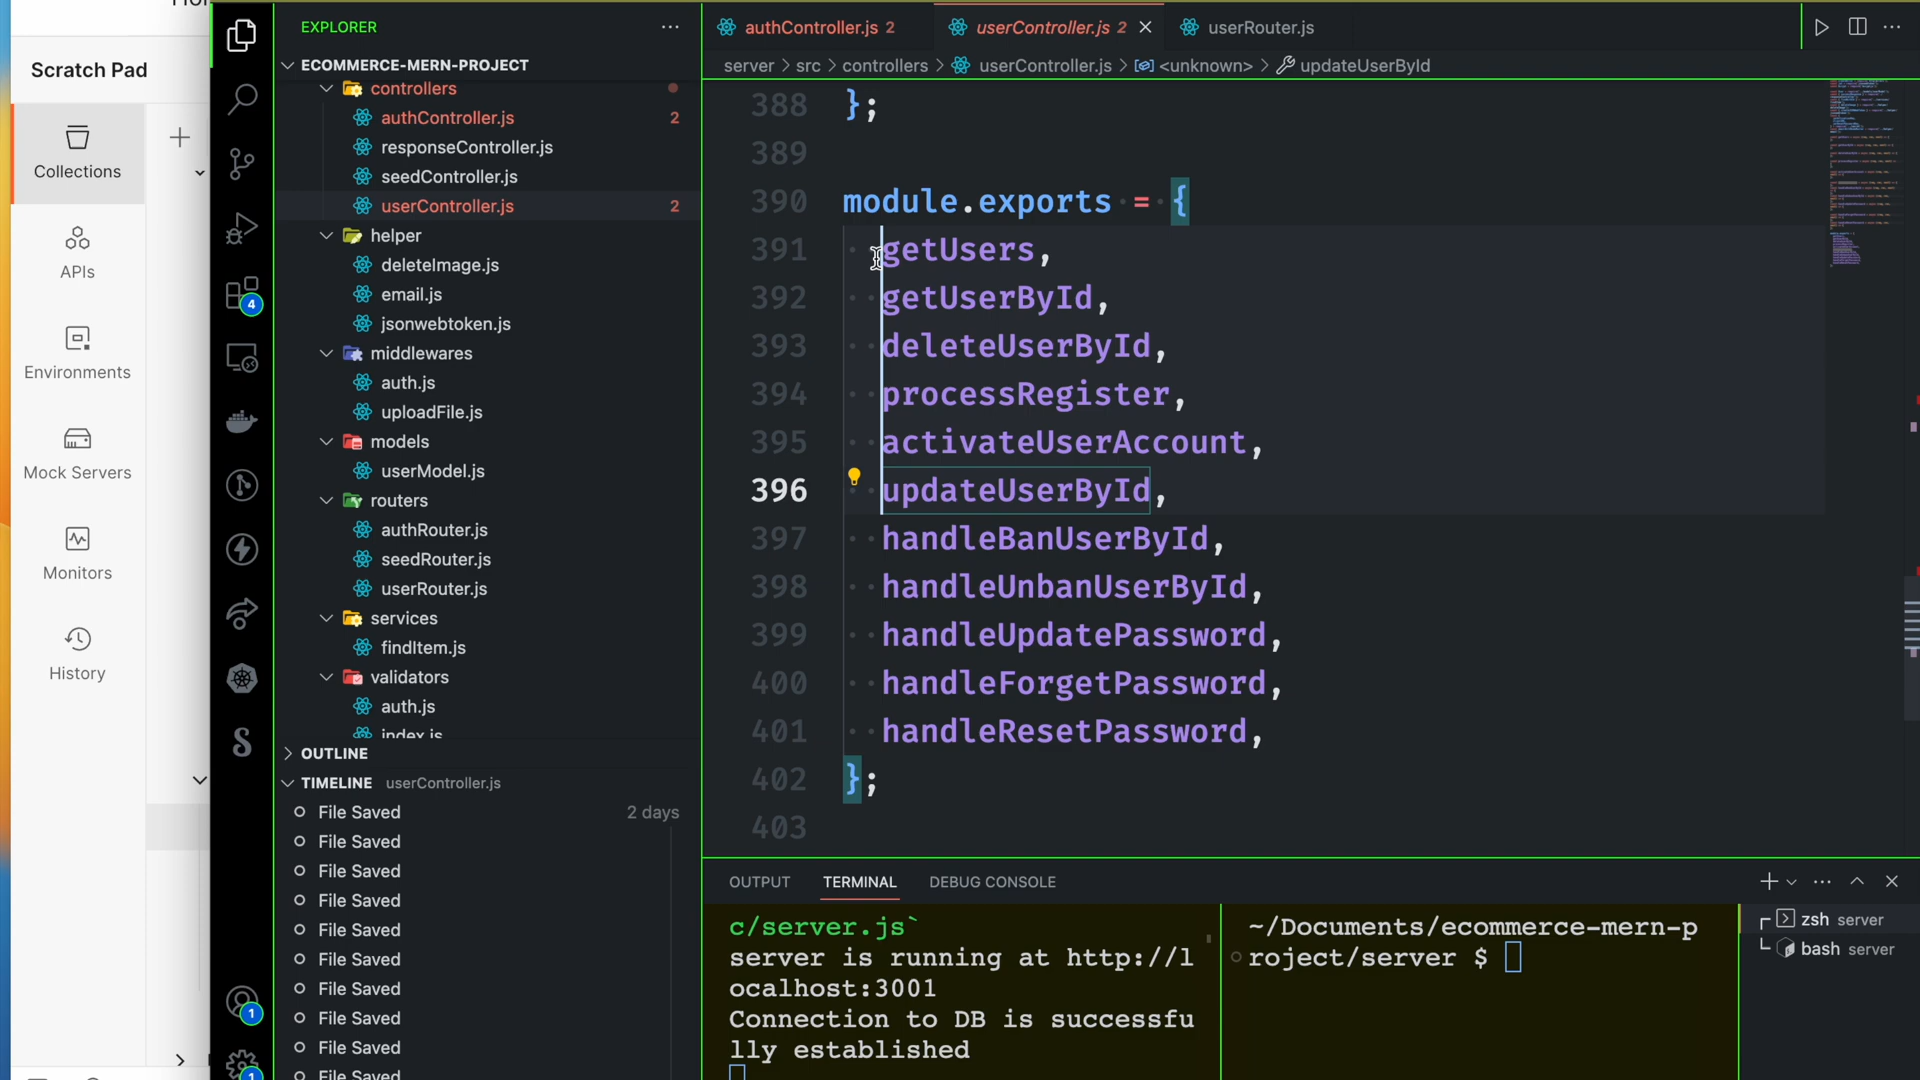 Scratch Pad
Collections
APIs
Environments
Mock Servers
Monitors
History
4
1
1
EXPLORER
ECOMMERCE-MERN-PROJECT
controllers
authController.js 2
responseController.js
seedController.js
userController.js 2
helper
deleteImage.js
email.js
jsonwebtoken.js
middlewares
auth.js
uploadFile.js
models
userModel.js
routers
authRouter.js
seedRouter.js
userRouter.js
services
findItem.js
validators
auth.js
index.js
OUTLINE
TIMELINE userController.js
File Saved 2 days
File Saved
File Saved
File Saved
File Saved
File Saved
File Saved
File Saved
File Saved
File Saved
authController.js 2
userController.js 2
userRouter.js
server > src > controllers > userController.js > <unknown> > updateUserById
388 };
389
390 module.exports = {
391 getUsers,
392 getUserById,
393 deleteUserById,
394 processRegister,
395 activateUserAccount,
396 updateUserById,
397 handleBanUserById,
398 handleUnbanUserById,
399 handleUpdatePassword,
400 handleForgetPassword,
401 handleResetPassword,
402 };
403
OUTPUT TERMINAL DEBUG CONSOLE
c/server.js`
server is running at http://l
ocalhost:3001
Connection to DB is successfu
lly established
~/Documents/ecommerce-mern-p
roject/server $
zsh server
bash server